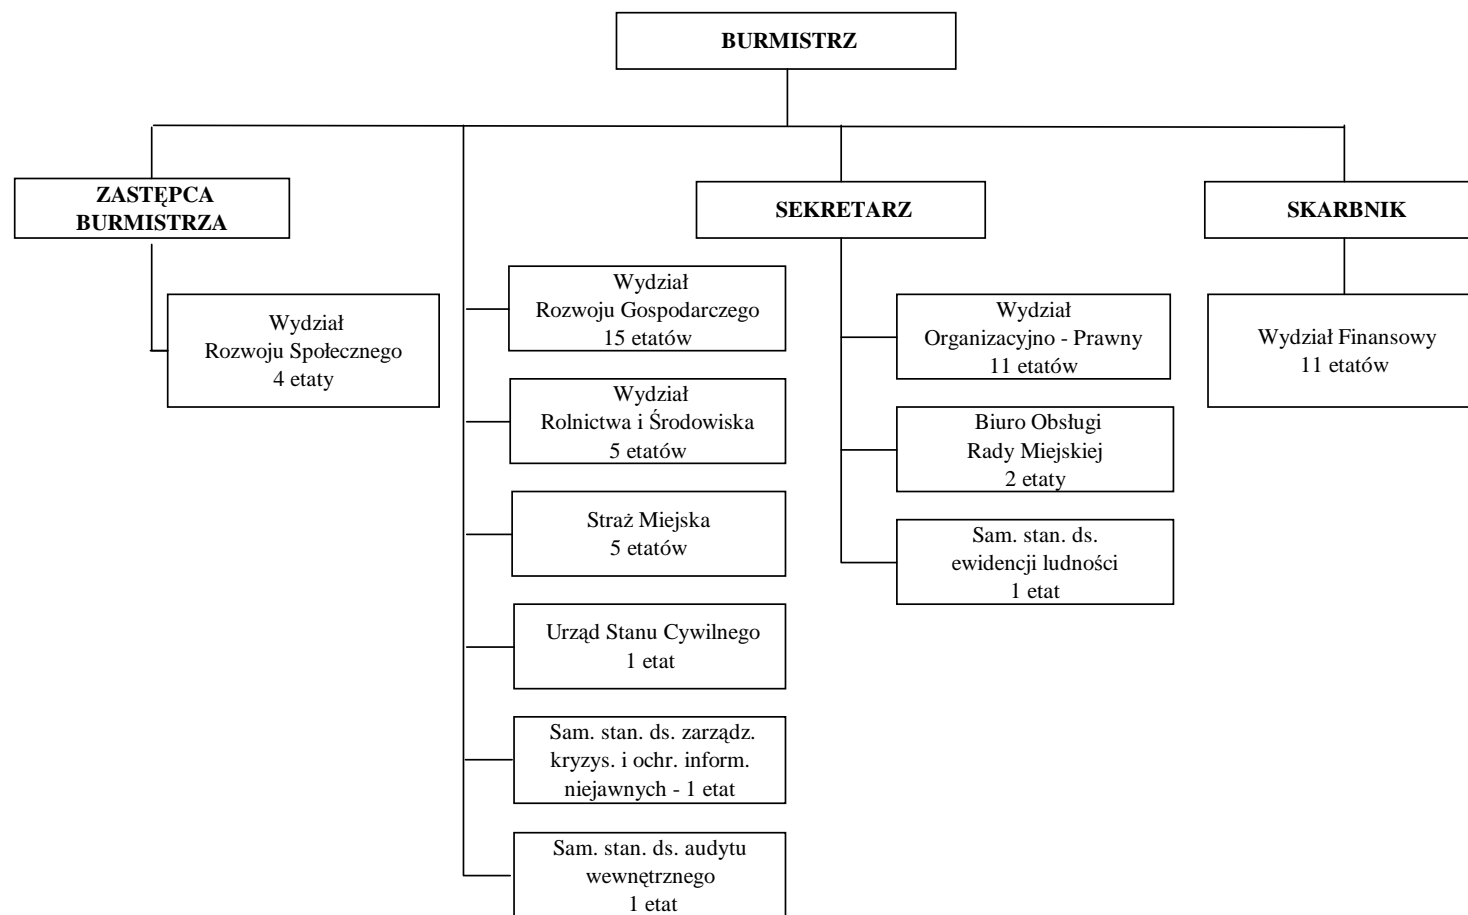 BURMISTRZ
ZASTĘPCA
BURMISTRZA
SEKRETARZ
SKARBNIK
Wydział
Rozwoju Społecznego
4 etaty
Wydział
Rozwoju Gospodarczego
15 etatów
Wydział
Rolnictwa i Środowiska
5 etatów
Straż Miejska
5 etatów
Urząd Stanu Cywilnego
1 etat
Sam. stan. ds. zarządz.
kryzys. i ochr. inform.
niejawnych - 1 etat
Sam. stan. ds. audytu
wewnętrznego
1 etat
Wydział
Organizacyjno - Prawny
11 etatów
Biuro Obsługi
Rady Miejskiej
2 etaty
Sam. stan. ds.
ewidencji ludności
1 etat
Wydział Finansowy
11 etatów